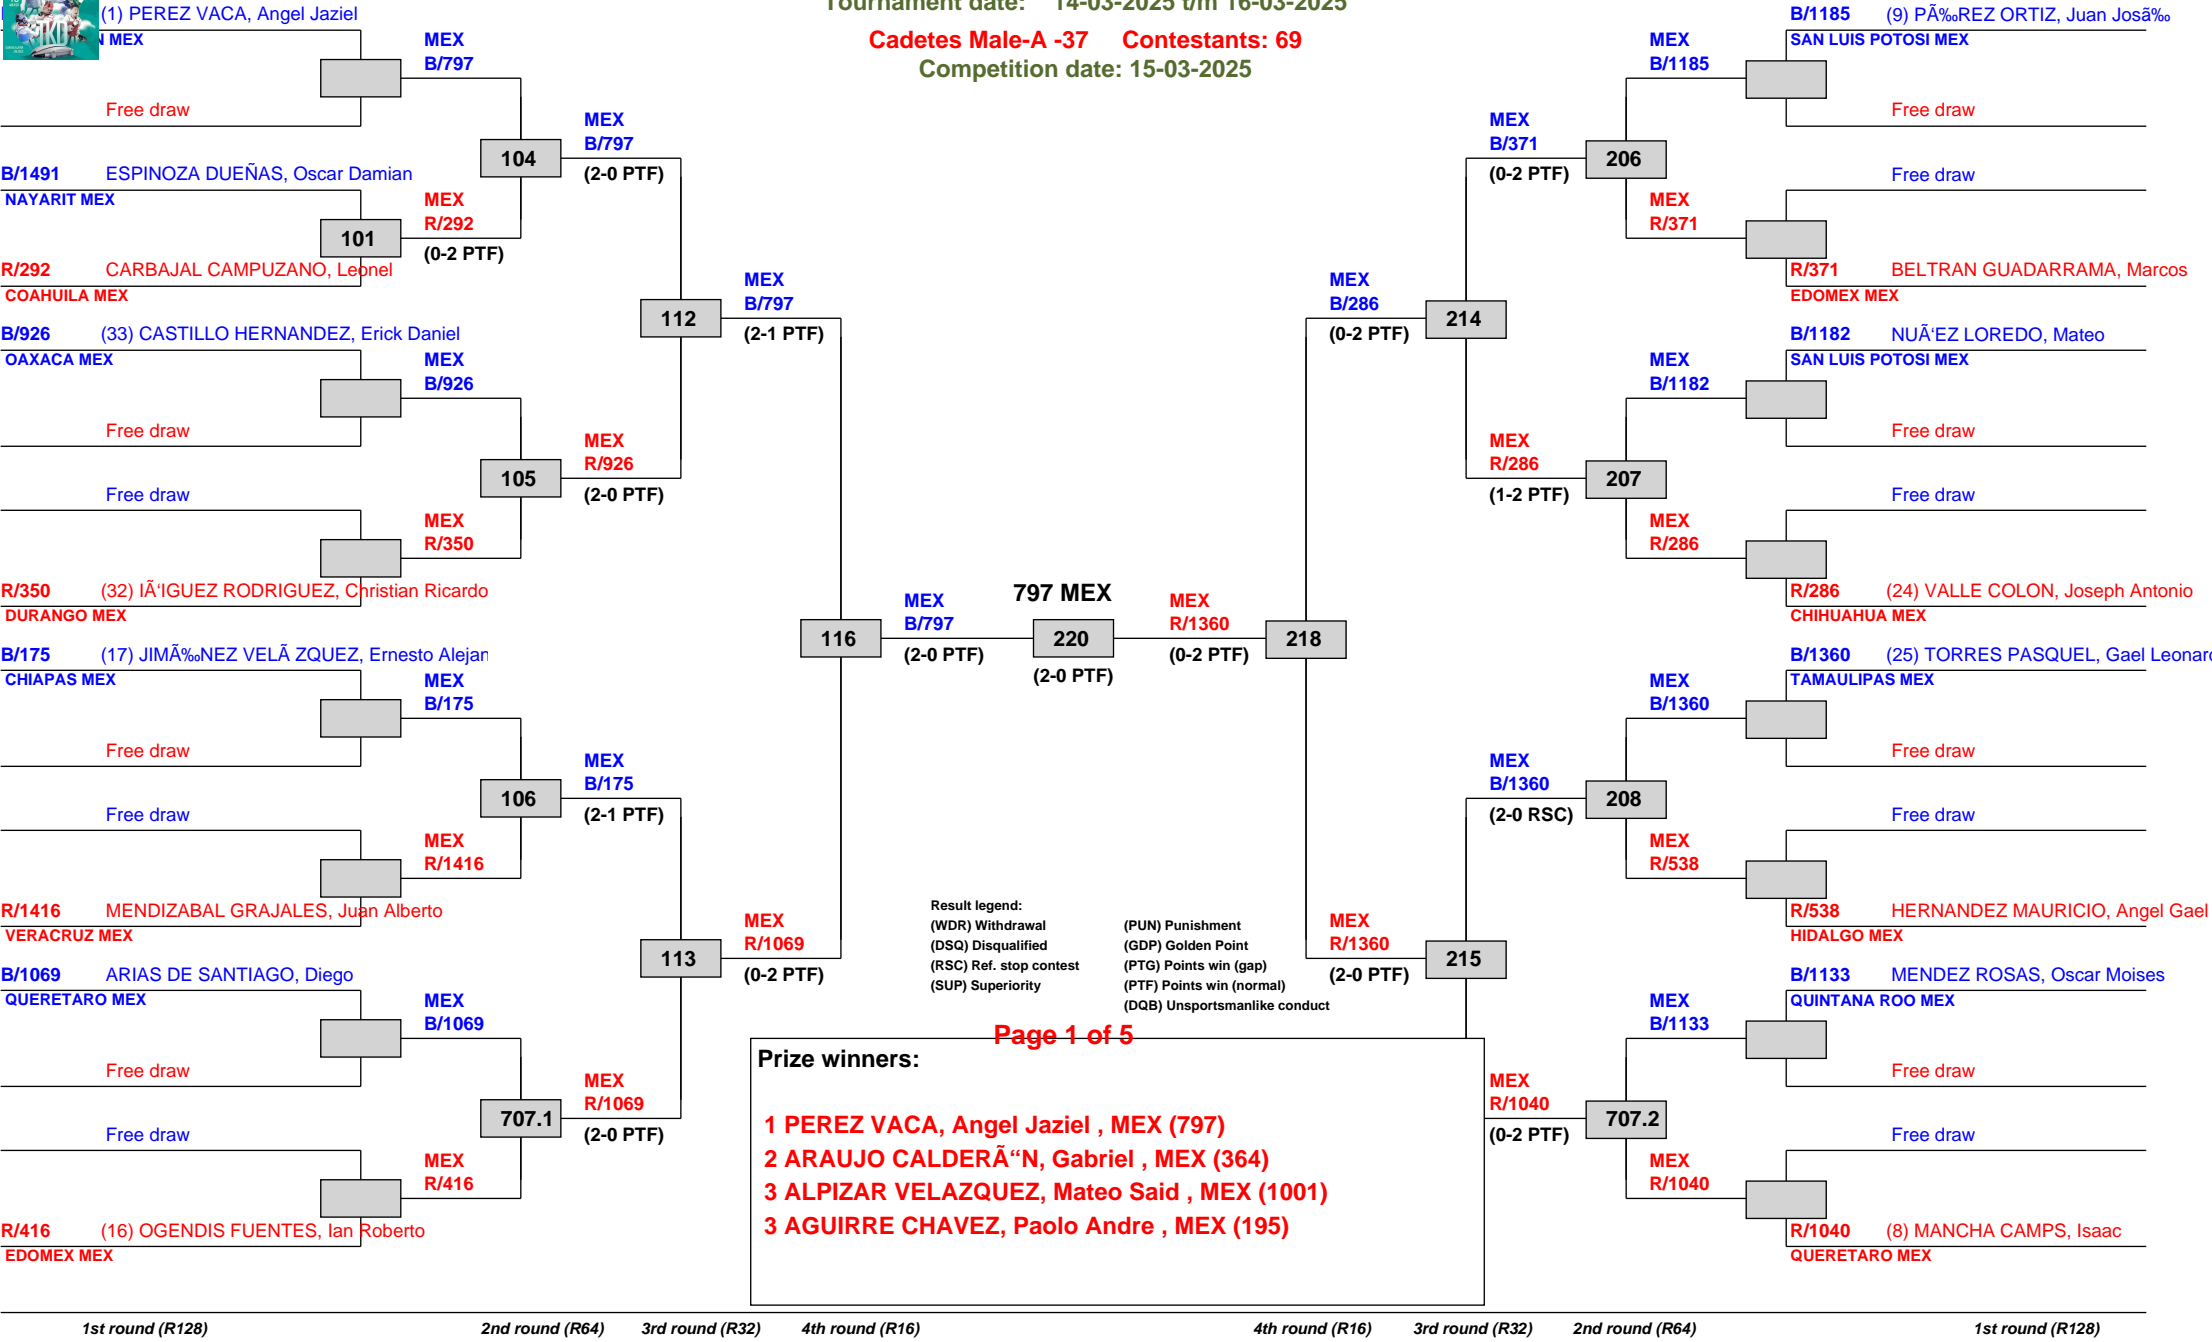 Tournament date: 14-03-2025 t/m 16-03-2025
Cadetes Male-A -37 Contestants: 69
Competition date: 15-03-2025
(1) PEREZ VACA, Angel Jaziel
N MEX
Free draw
B/1491 ESPINOZA DUEÑAS, Oscar Damian
NAYARIT MEX
R/292 CARBAJAL CAMPUZANO, Leonel
COAHUILA MEX
B/926 (33) CASTILLO HERNANDEZ, Erick Daniel
OAXACA MEX
Free draw
Free draw
R/350 (32) IÃ‘IGUEZ RODRIGUEZ, Christian Ricardo
DURANGO MEX
B/175 (17) JIMÃ‰NEZ VELÃ ZQUEZ, Ernesto Alejan
CHIAPAS MEX
Free draw
Free draw
R/1416 MENDIZABAL GRAJALES, Juan Alberto
VERACRUZ MEX
B/1069 ARIAS DE SANTIAGO, Diego
QUERETARO MEX
Free draw
Free draw
R/416 (16) OGENDIS FUENTES, Ian Roberto
EDOMEX MEX
MEX
B/797
101
MEX
R/292
(0-2 PTF)
MEX
B/926
MEX
R/350
MEX
B/175
MEX
R/1416
MEX
B/1069
MEX
R/416
104
MEX
B/797
(2-0 PTF)
105
MEX
R/926
(2-0 PTF)
106
MEX
B/175
(2-1 PTF)
707.1
MEX
R/1069
(2-0 PTF)
112
MEX
B/797
(2-1 PTF)
113
MEX
R/1069
(0-2 PTF)
116
MEX
B/797
(2-0 PTF)
797 MEX
220
(2-0 PTF)
MEX
R/1360
(0-2 PTF)
218
MEX
B/286
(0-2 PTF)
214
MEX
R/1360
(2-0 PTF)
215
MEX
B/371
(0-2 PTF)
206
MEX
R/286
(1-2 PTF)
207
MEX
B/1360
(2-0 RSC)
208
MEX
R/1040
(0-2 PTF)
707.2
MEX
B/1185
MEX
R/371
MEX
B/1182
MEX
R/286
MEX
B/1360
MEX
R/538
MEX
B/1133
MEX
R/1040
B/1185 (9) PÃ‰REZ ORTIZ, Juan Josã‰
SAN LUIS POTOSI MEX
Free draw
Free draw
R/371 BELTRAN GUADARRAMA, Marcos
EDOMEX MEX
B/1182 NUÃ‘EZ LOREDO, Mateo
SAN LUIS POTOSI MEX
Free draw
Free draw
R/286 (24) VALLE COLON, Joseph Antonio
CHIHUAHUA MEX
B/1360 (25) TORRES PASQUEL, Gael Leonard
TAMAULIPAS MEX
Free draw
Free draw
R/538 HERNANDEZ MAURICIO, Angel Gael
HIDALGO MEX
B/1133 MENDEZ ROSAS, Oscar Moises
QUINTANA ROO MEX
Free draw
Free draw
R/1040 (8) MANCHA CAMPS, Isaac
QUERETARO MEX
Result legend:
(WDR) Withdrawal (PUN) Punishment
(DSQ) Disqualified (GDP) Golden Point
(RSC) Ref. stop contest (PTG) Points win (gap)
(SUP) Superiority (PTF) Points win (normal)
(DQB) Unsportsmanlike conduct
Page 1 of 5
Prize winners:
1 PEREZ VACA, Angel Jaziel , MEX (797)
2 ARAUJO CALDERÃ“N, Gabriel , MEX (364)
3 ALPIZAR VELAZQUEZ, Mateo Said , MEX (1001)
3 AGUIRRE CHAVEZ, Paolo Andre , MEX (195)
1st round (R128) 2nd round (R64) 3rd round (R32) 4th round (R16) 4th round (R16) 3rd round (R32) 2nd round (R64) 1st round (R128)